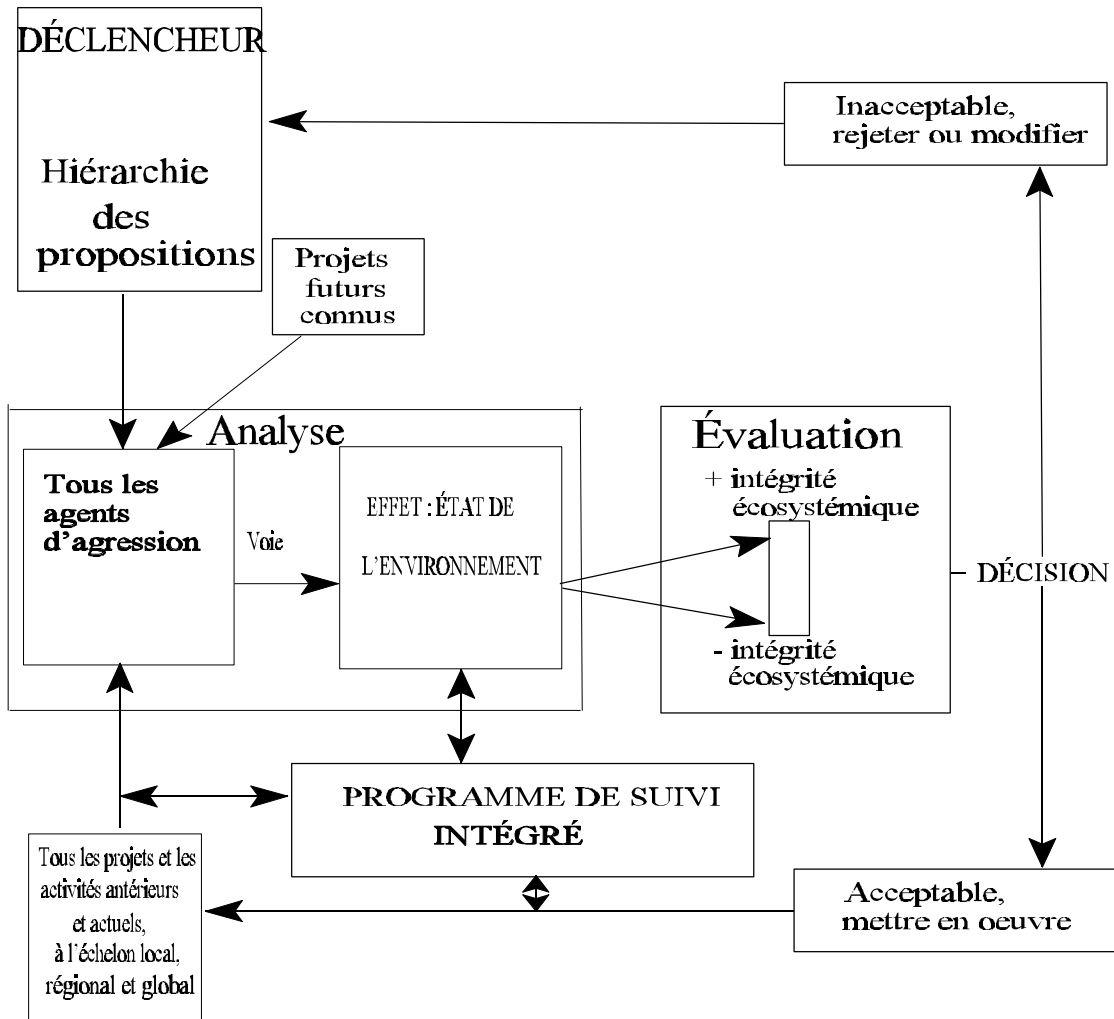 DÉCLENCHEUR
Hiérarchie
des
propositions
Projets
futurs
connus
Inacceptable,
rejeter ou modifier
Analyse
Tous les
agents
d’agression
Voie
EFFET : ÉTAT DE
L’ENVIRONNEMENT
Évaluation
+ intégrité
écosystémique
- intégrité
écosystémique
DÉCISION
PROGRAMME DE SUIVI
INTÉGRÉ
Tous les projets et les
activités antérieurs
et actuels,
à l’échelon local,
régional et global
Acceptable,
mettre en oeuvre